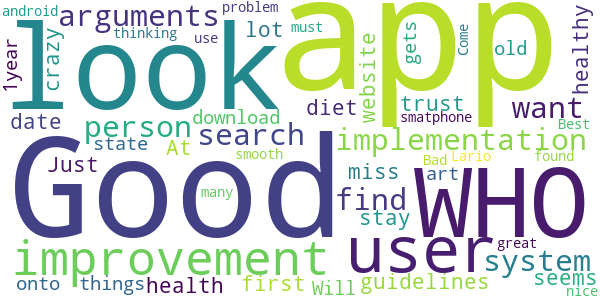 android
problem
thinking
use
must
Come
1year
crazy
look
arguments
lot
app
website
gets
old
healthy
date
person
state
download
search
diet
trust
smatphone
want
Best
Just
At
smooth
implementation
Bad
Lario
found
Good
many
miss
art
find
stay
WHO
user
great
system
improvement
seems
onto
things
health
first
Will
guidelines
nice